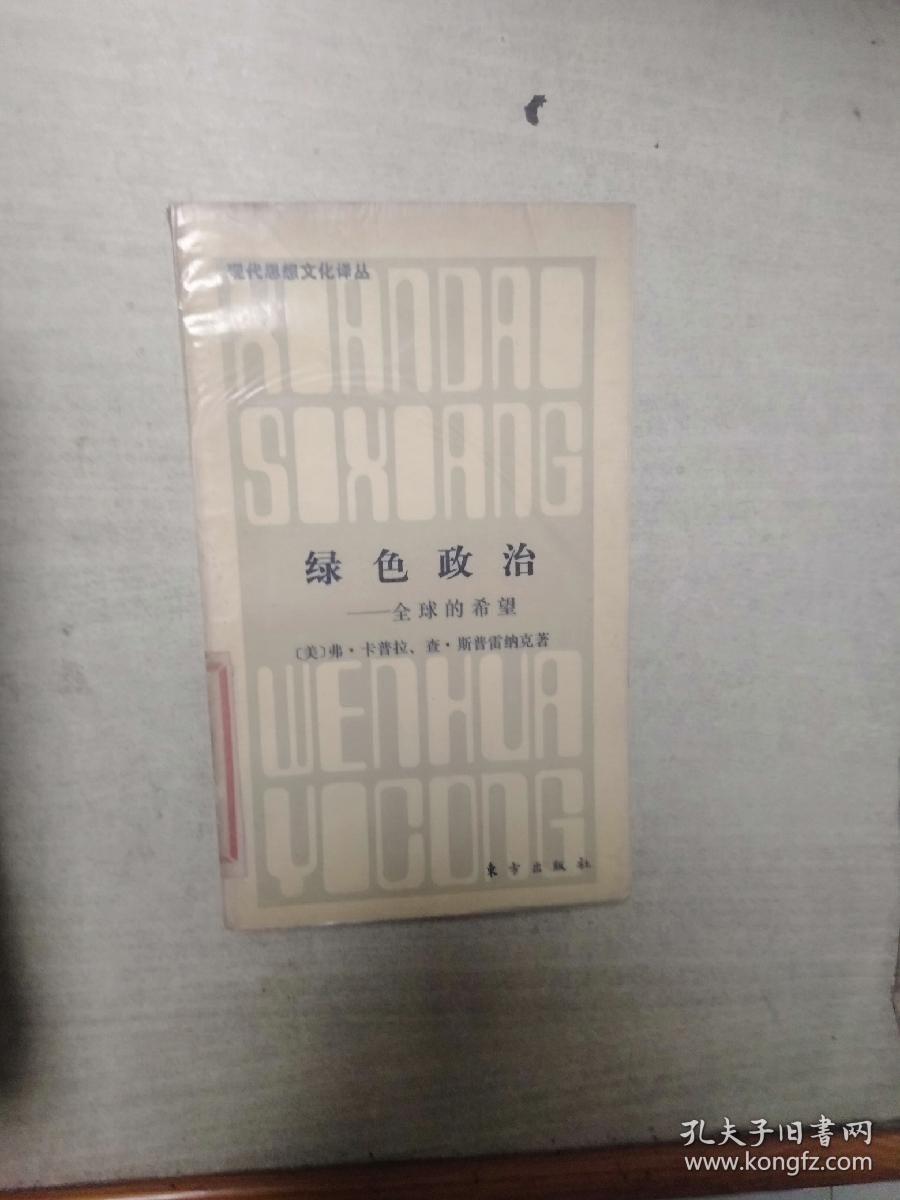 现代思想文化译丛
XIANDAI
SIXIANG
绿色政治
——全球的希望
〔美〕弗·卡普拉、查·斯普雷纳克著
WENHUA
YICONG
东方出版社
孔夫子旧书网
www.kongfz.com